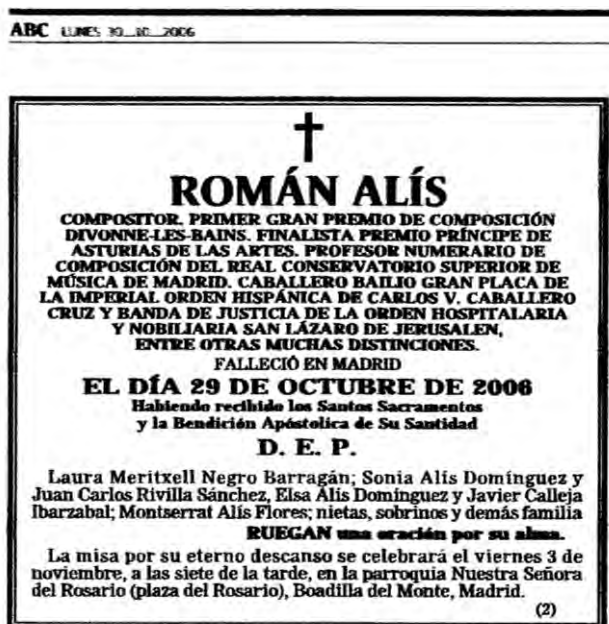 ABC LUNES 30 10 2006
ROMÁN ALÍS
COMPOSITOR. PRIMER GRAN PREMIO DE COMPOSICIÓN
DIVONNE-LES-BAINS. FINALISTA PREMIO PRÍNCIPE DE
ASTURIAS DE LAS ARTES. PROFESOR NUMERARIO DE
COMPOSICIÓN DEL REAL CONSERVATORIO SUPERIOR DE
MÚSICA DE MADRID. CABALLERO BAILIO GRAN PLACA DE
LA IMPERIAL ORDEN HISPÁNICA DE CARLOS V. CABALLERO
CRUZ Y BANDA DE JUSTICIA DE LA ORDEN HOSPITALARIA
Y NOBILIARIA SAN LÁZARO DE JERUSALEN,
ENTRE OTRAS MUCHAS DISTINCIONES.
FALLECIÓ EN MADRID
EL DÍA 29 DE OCTUBRE DE 2006
Habiendo recibido los Santos Sacramentos
y la Bendición Apóstolica de Su Santidad
D. E. P.
Laura Meritxell Negro Barragán; Sonia Alís Domínguez y
Juan Carlos Rivilla Sánchez, Elsa Alis Domínguez y Javier Calleja
Ibarzabal; Montserrat Alís Flores; nietas, sobrinos y demás familia
RUEGAN una oración por su alma.
La misa por su eterno descanso se celebrará el viernes 3 de
noviembre, a las siete de la tarde, en la parroquia Nuestra Señora
del Rosario (plaza del Rosario), Boadilla del Monte, Madrid.
(2)